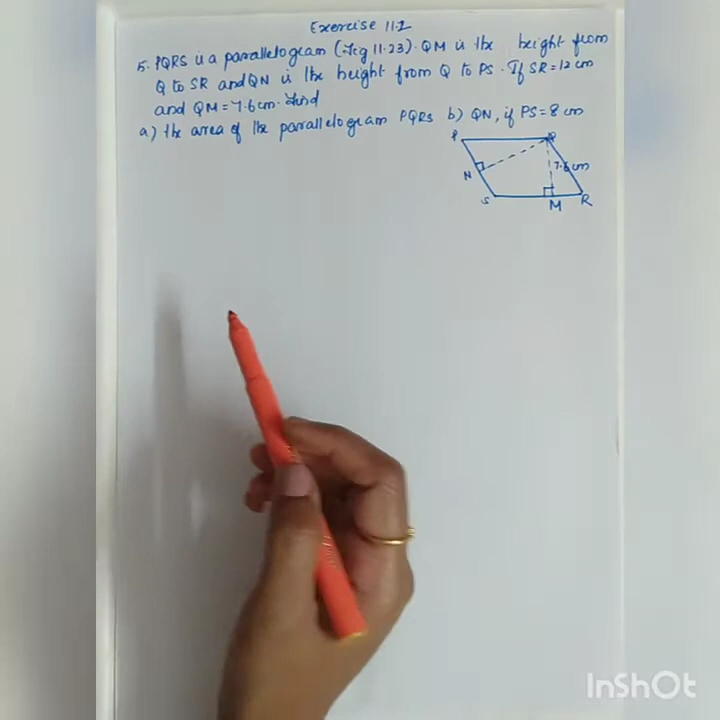 Exercise 11.2
5. PQRS is a parallelogram (Fig 11.23). QM is the height from
Q to SR and QN is the height from Q to PS. If SR=12 cm
and QM=7.6cm. Find
a) the area of the parallelogram PQRS b) QN, if PS=8 cm
P Q
7.6 cm
N
S M R
InShOt